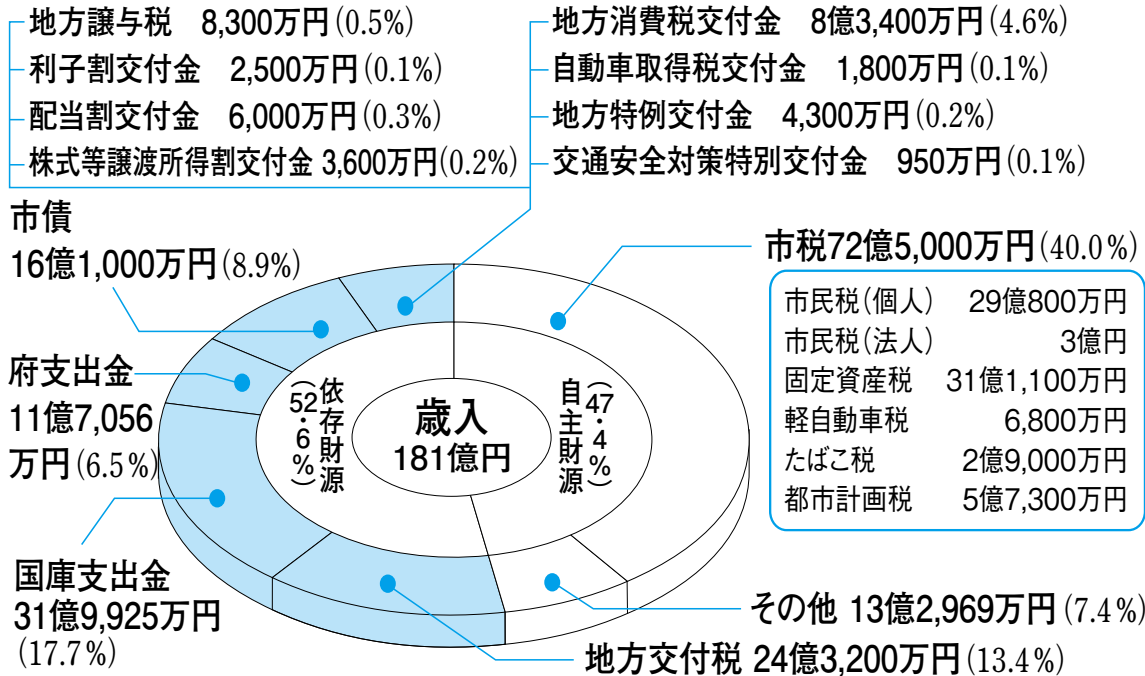 地方譲与税 8,300万円(0.5%)
利子割交付金 2,500万円(0.1%)
配当割交付金 6,000万円(0.3%)
株式等譲渡所得割交付金 3,600万円(0.2%)
地方消費税交付金 8億3,400万円(4.6%)
自動車取得税交付金 1,800万円(0.1%)
地方特例交付金 4,300万円(0.2%)
交通安全対策特別交付金 950万円(0.1%)
市債
16億1,000万円(8.9%)
府支出金
11億7,056
万円(6.5%)
国庫支出金
31億9,925万円
(17.7%)
依存財源
(52・6%)
歳入
181億円
自主財源
(47・4%)
市税72億5,000万円(40.0%)
市民税(個人) 29億800万円
市民税(法人) 3億円
固定資産税 31億1,100万円
軽自動車税 6,800万円
たばこ税 2億9,000万円
都市計画税 5億7,300万円
その他 13億2,969万円(7.4%)
地方交付税 24億3,200万円(13.4%)